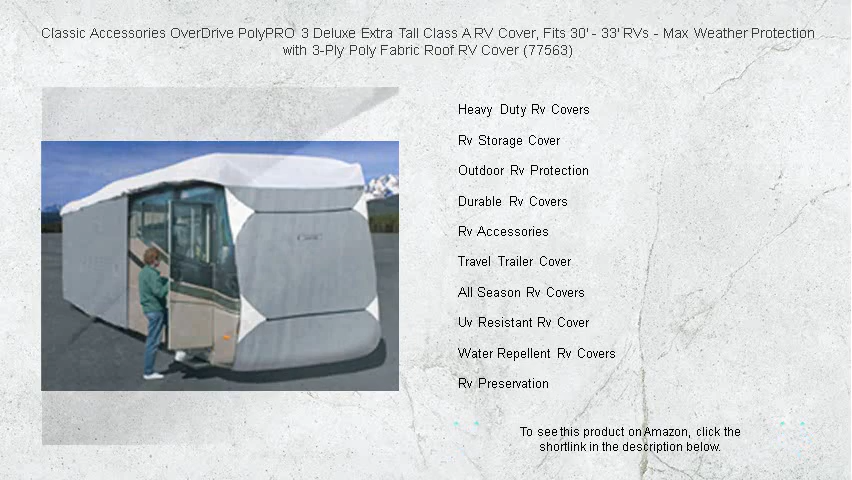 Classic Accessories OverDrive PolyPRO 3 Deluxe Extra Tall Class A RV Cover, Fits 30' - 33' RVs - Max Weather Protection
with 3-Ply Poly Fabric Roof RV Cover (77563)
Heavy Duty Rv Covers
Rv Storage Cover
Outdoor Rv Protection
Durable Rv Covers
Rv Accessories
Travel Trailer Cover
All Season Rv Covers
Uv Resistant Rv Cover
Water Repellent Rv Covers
Rv Preservation
To see this product on Amazon, click the
shortlink in the description below.